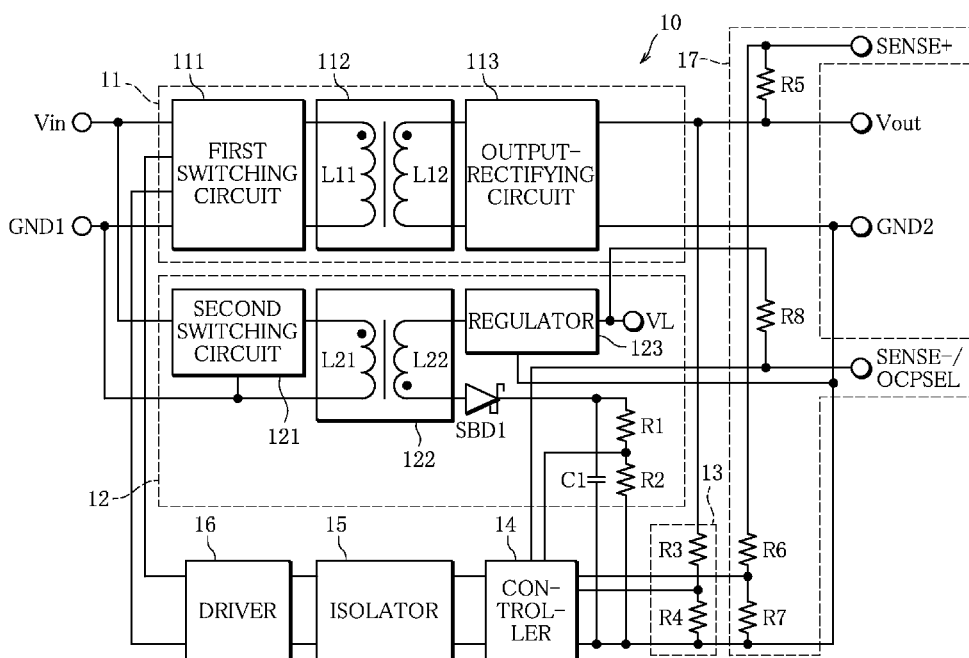 10
11
111
112
113
17
SENSE+
R5
Vin
Vout
FIRST
SWITCHING
CIRCUIT
L11
L12
OUTPUT-
RECTIFYING
CIRCUIT
GND1
GND2
SECOND
SWITCHING
CIRCUIT
L21
L22
REGULATOR
VL
123
R8
SENSE-/
OCPSEL
121
122
SBD1
R1
R2
C1
12
13
16
15
14
R3
R6
DRIVER
ISOLATOR
CON-
TROL-
LER
R4
R7